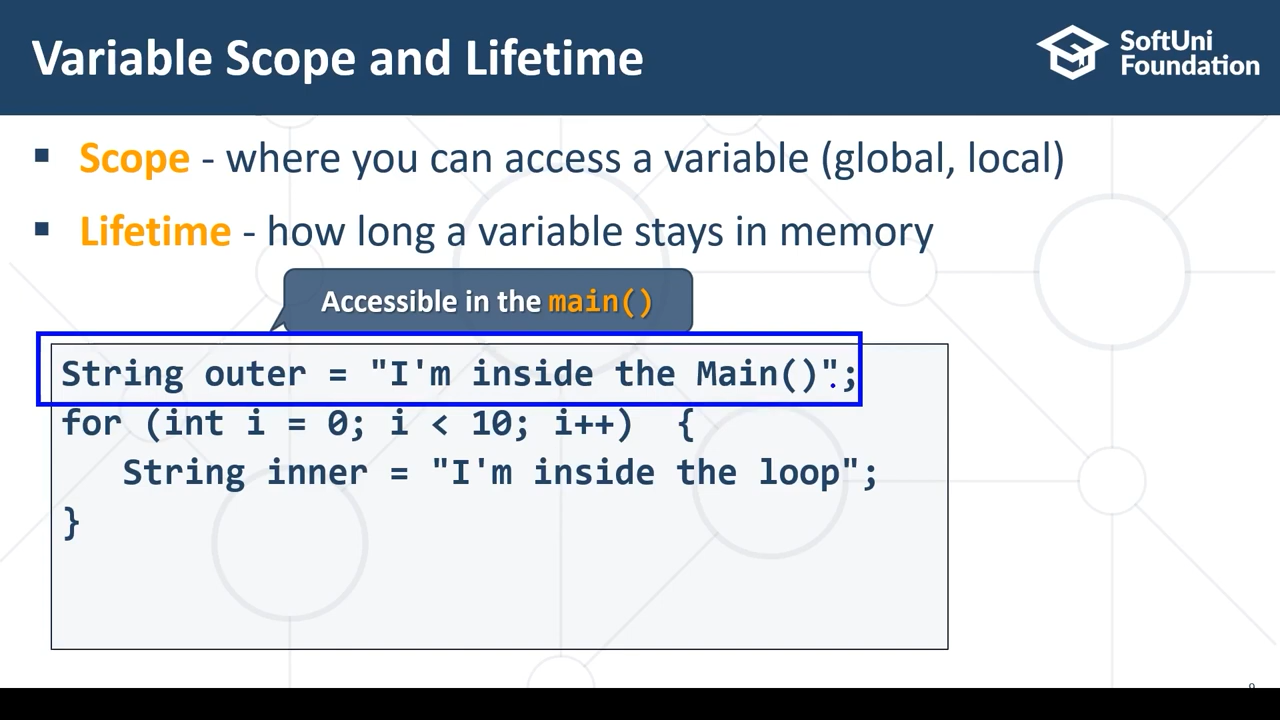 Variable Scope and Lifetime
SoftUni
Foundation
Scope - where you can access a variable (global, local)
Lifetime - how long a variable stays in memory
Accessible in the main()
String outer = "I'm inside the Main()";
for (int i = 0; i < 10; i++)  {
   String inner = "I'm inside the loop";
}